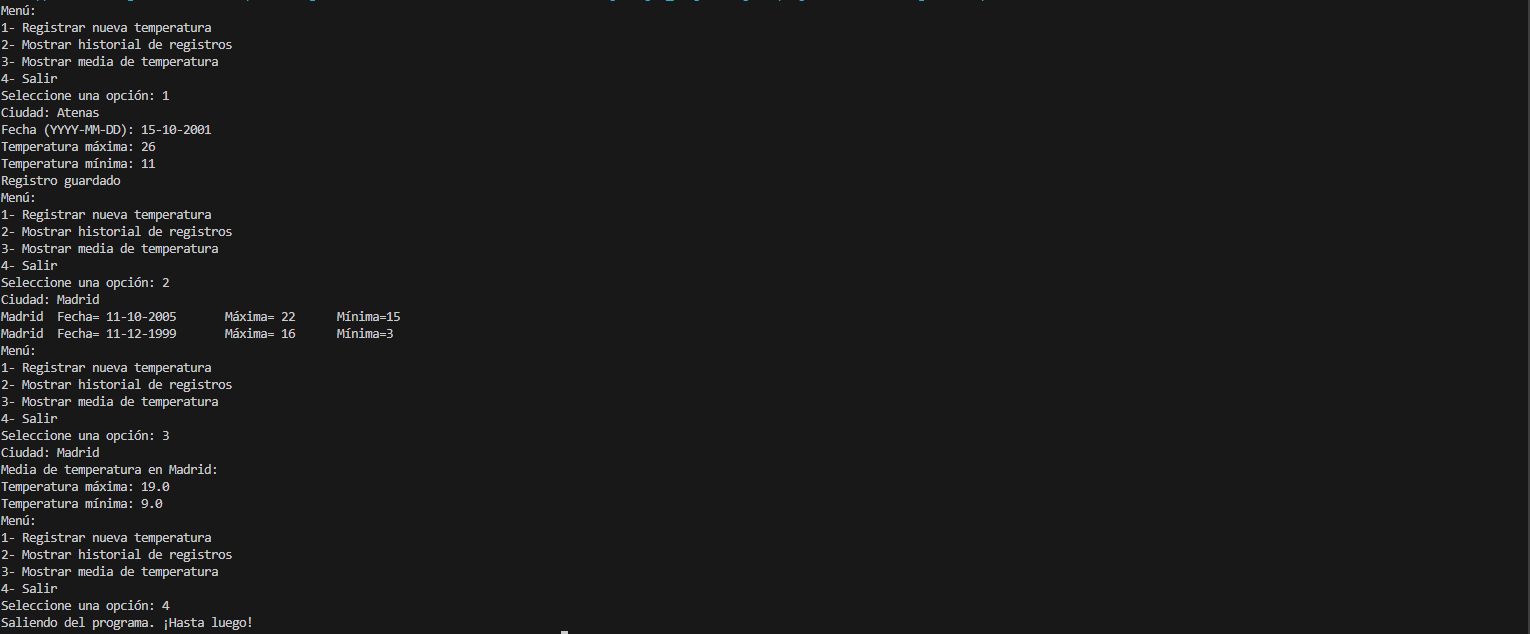 Menú:
1- Registrar nueva temperatura
2- Mostrar historial de registros
3- Mostrar media de temperatura
4- Salir
Seleccione una opción: 1
Ciudad: Atenas
Fecha (YYYY-MM-DD): 15-10-2001
Temperatura máxima: 26
Temperatura mínima: 11
Registro guardado
Menú:
1- Registrar nueva temperatura
2- Mostrar historial de registros
3- Mostrar media de temperatura
4- Salir
Seleccione una opción: 2
Ciudad: Madrid
Madrid  Fecha= 11-10-2005       Máxima= 22      Mínima=15
Madrid  Fecha= 11-12-1999       Máxima= 16      Mínima=3
Menú:
1- Registrar nueva temperatura
2- Mostrar historial de registros
3- Mostrar media de temperatura
4- Salir
Seleccione una opción: 3
Ciudad: Madrid
Media de temperatura en Madrid:
Temperatura máxima: 19.0
Temperatura mínima: 9.0
Menú:
1- Registrar nueva temperatura
2- Mostrar historial de registros
3- Mostrar media de temperatura
4- Salir
Seleccione una opción: 4
Saliendo del programa. ¡Hasta luego!